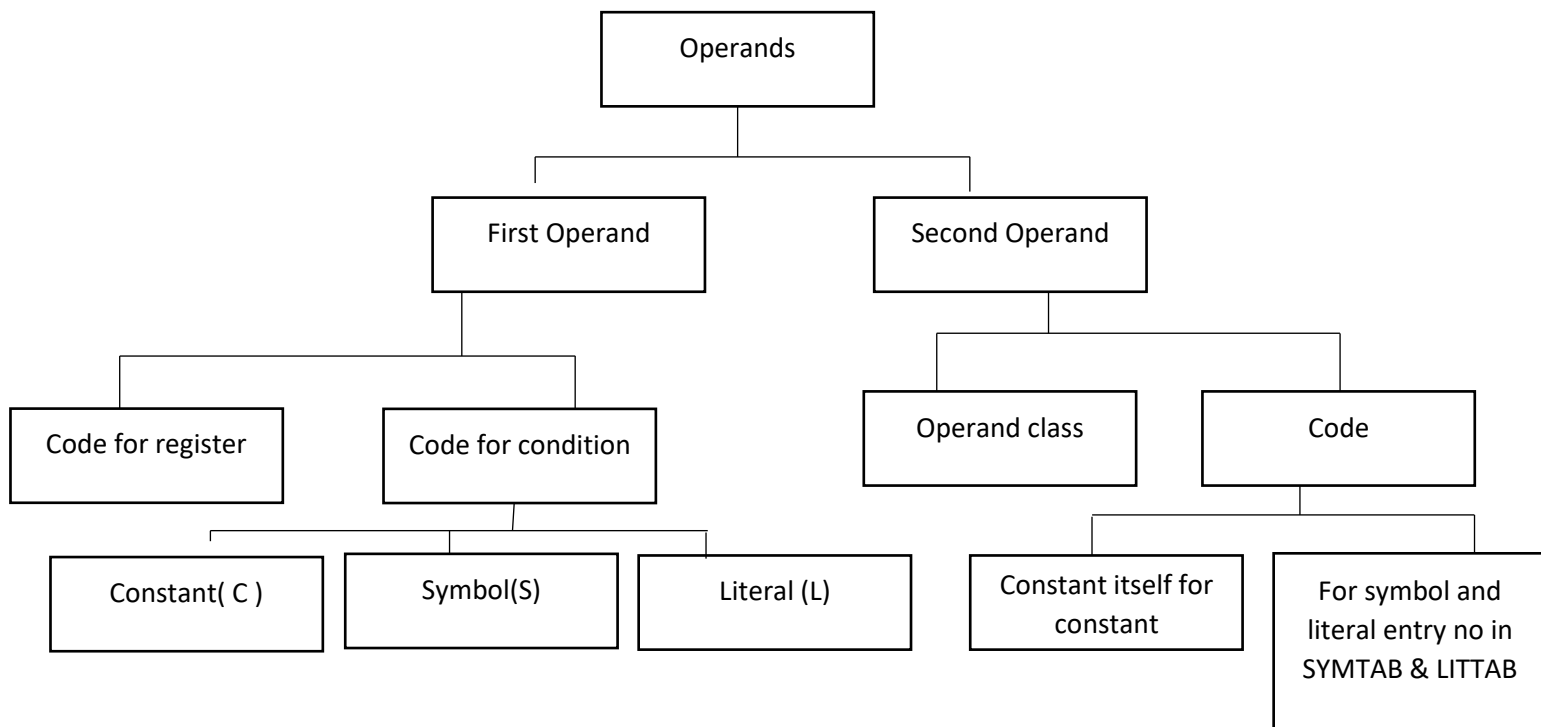 Operands
First Operand
Second Operand
Code for register
Code for condition
Operand class
Code
Constant( C )
Symbol(S)
Literal (L)
Constant itself for
constant
For symbol and
literal entry no in
SYMTAB & LITTAB